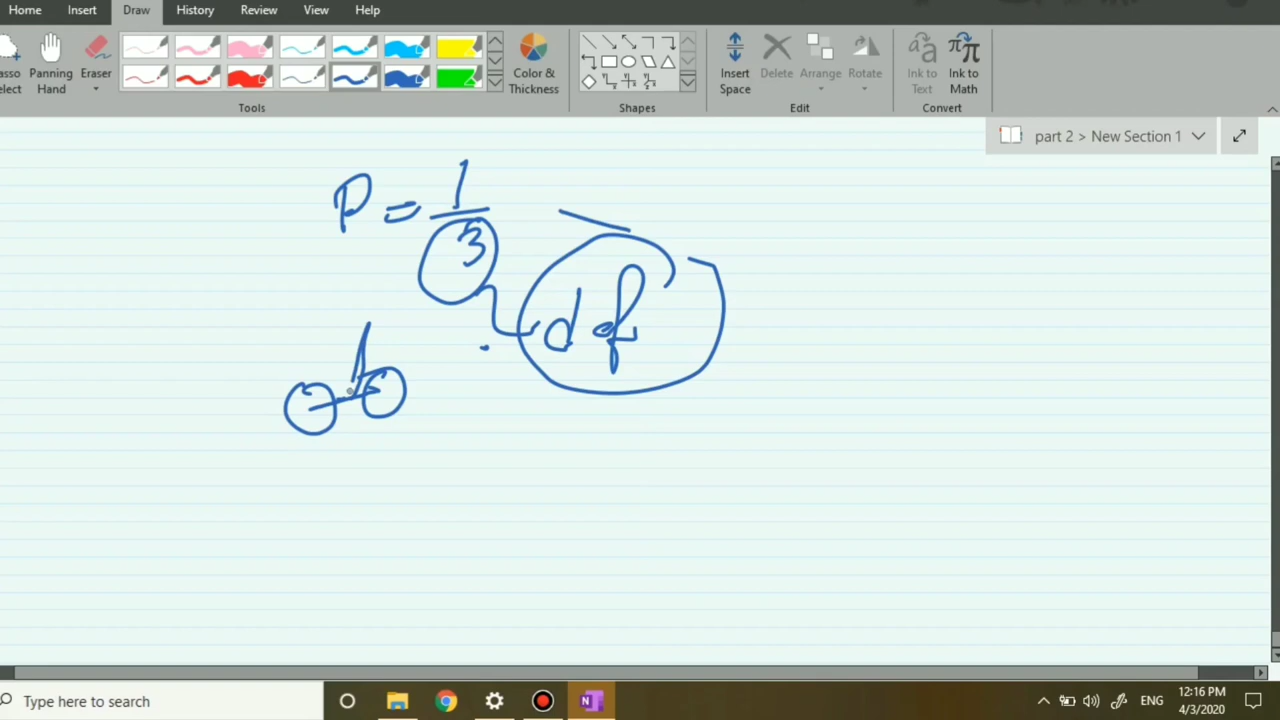 Home Insert Draw History Review View Help
Lasso Select Panning Hand Eraser Color & Thickness Insert Space Delete Arrange Rotate Ink to Text Ink to Math
Tools Shapes Edit Convert
part 2 > New Section 1
P = 1
3
df
Type here to search
ENG
12:16 PM
4/3/2020